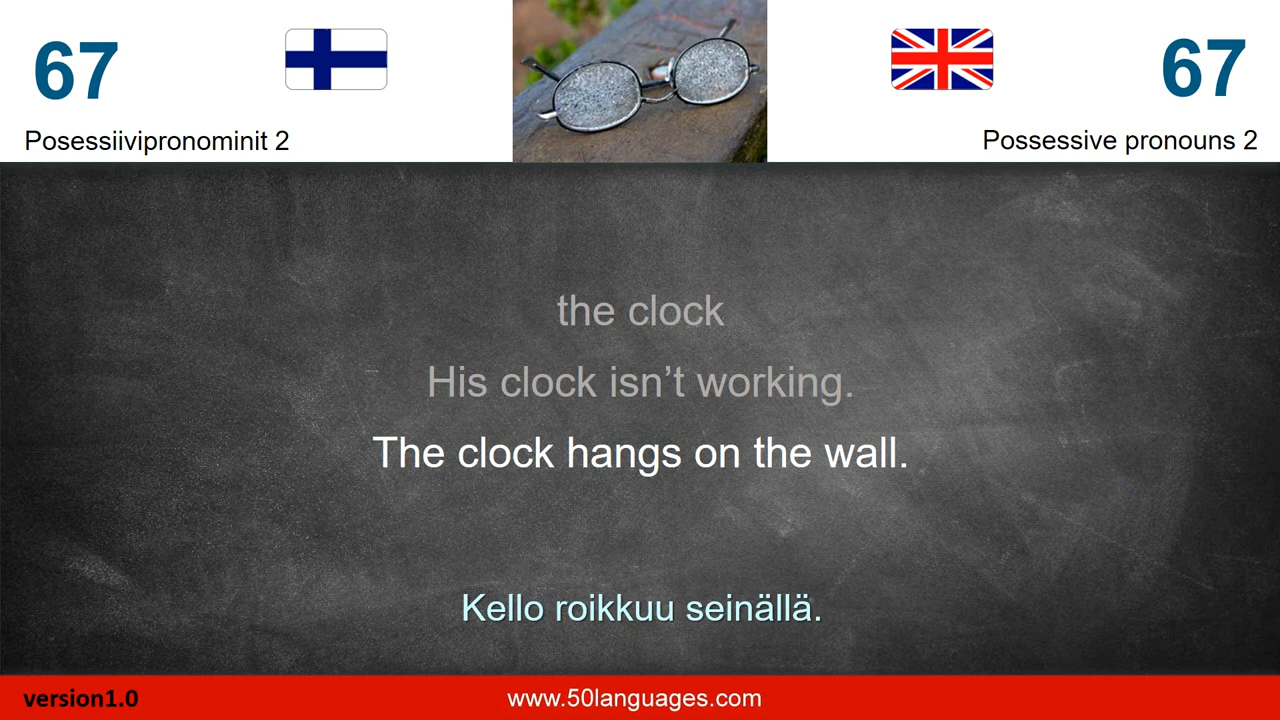 67
67
Posessiivipronominit 2
Possessive pronouns 2
the clock
His clock isn’t working.
The clock hangs on the wall.
Kello roikkuu seinällä.
version1.0
www.50languages.com